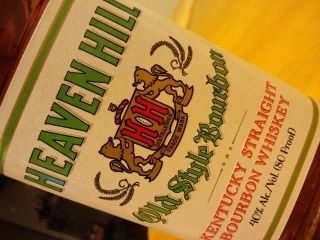 HEAVEN HILL
HH
Old Style Bourbon
KENTUCKY STRAIGHT
BOURBON WHISKEY
40% Alc./Vol. (80 Proof)